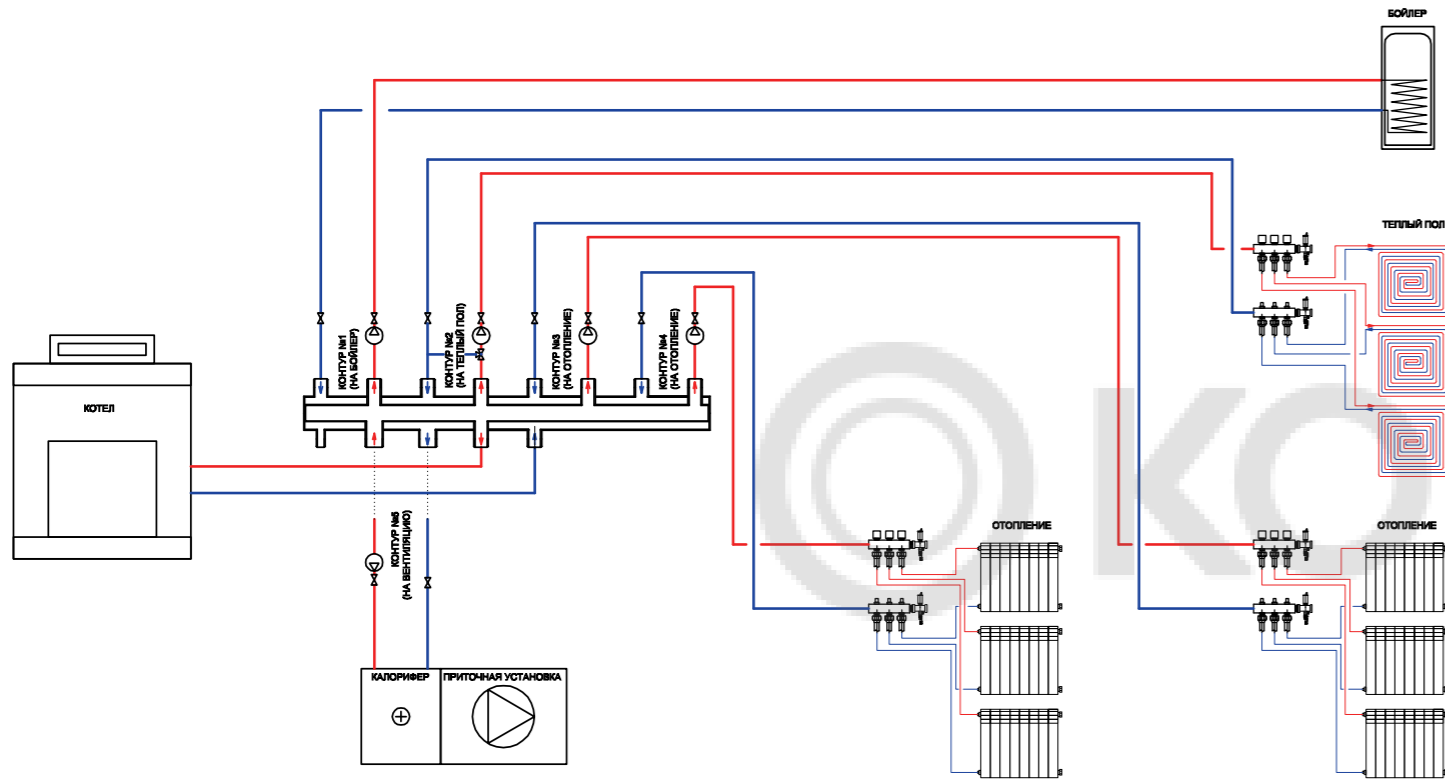 БОЙЛЕР
ТЕПЛЫЙ ПОЛ
КОНТУР №1
(НА БОЙЛЕР)
КОНТУР №2
(НА ТЕПЛЫЙ ПОЛ)
КОНТУР №3
(НА ОТОПЛЕНИЕ)
КОНТУР №4
(НА ОТОПЛЕНИЕ)
КОТЕЛ
КОНТУР №5
(НА ВЕНТИЛЯЦИЮ)
ОТОПЛЕНИЕ
ОТОПЛЕНИЕ
КАЛОРИФЕР
ПРИТОЧНАЯ УСТАНОВКА
КО